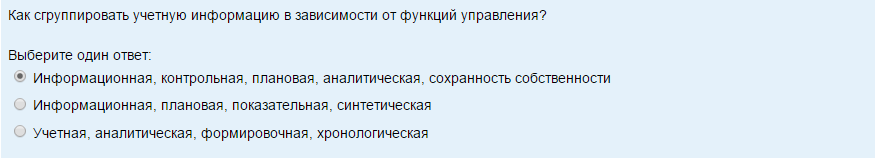 Как сгруппировать учетную информацию в зависимости от функций управления?
Выберите один ответ:
Информационная, контрольная, плановая, аналитическая, сохранность собственности
Информационная, плановая, показательная, синтетическая
Учетная, аналитическая, формировочная, хронологическая